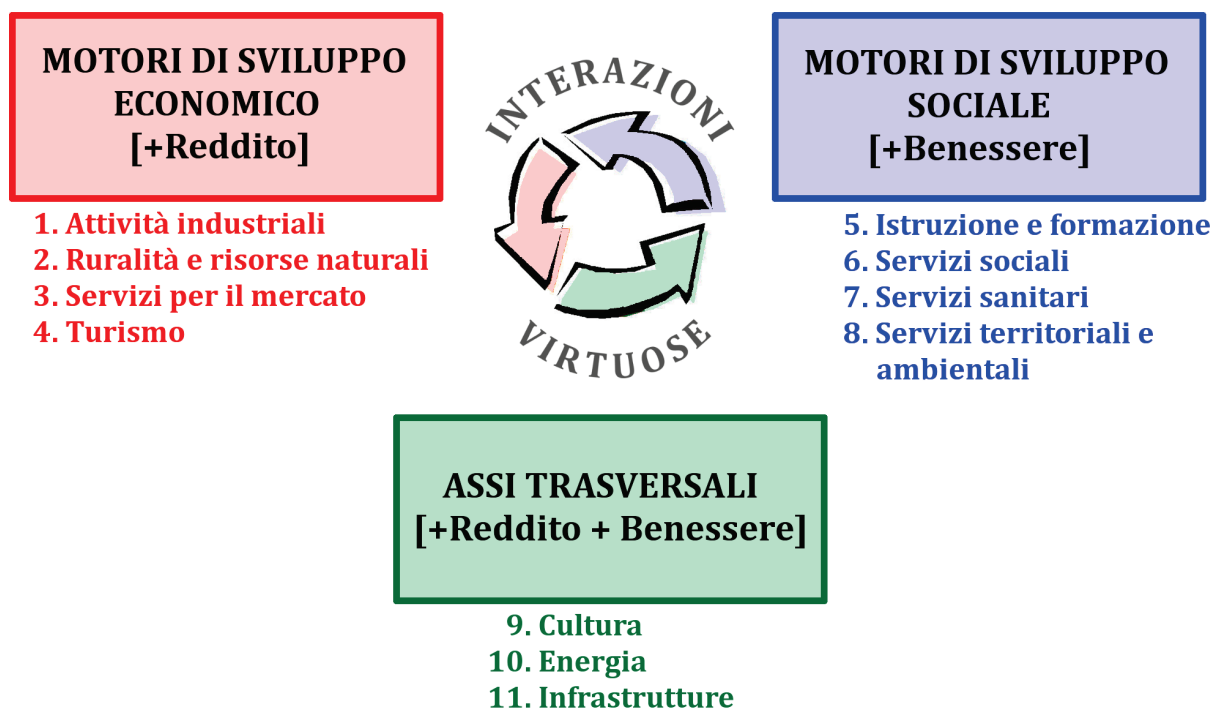 MOTORI DI SVILUPPO
ECONOMICO
[+Reddito]
1. Attività industriali
2. Ruralità e risorse naturali
3. Servizi per il mercato
4. Turismo
INTERAZIONI
VIRTUOSE
MOTORI DI SVILUPPO
SOCIALE
[+Benessere]
5. Istruzione e formazione
6. Servizi sociali
7. Servizi sanitari
8. Servizi territoriali e
ambientali
ASSI TRASVERSALI
[+Reddito + Benessere]
9. Cultura
10. Energia
11. Infrastrutture